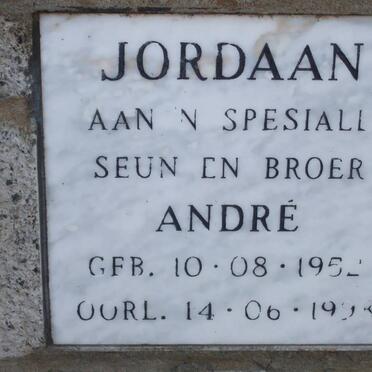 JORDAAN
AAN 'N SPESIALE
SEUN EN BROER
ANDRÉ
GEB. 10 · 08 ·
OORL. 14 · 06 ·